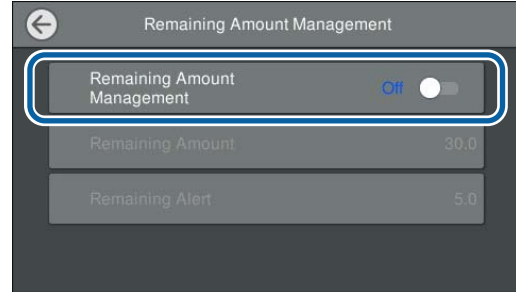 Remaining Amount Management
Remaining Amount
Management
Off
Remaining Amount
30.0
Remaining Alert
5.0